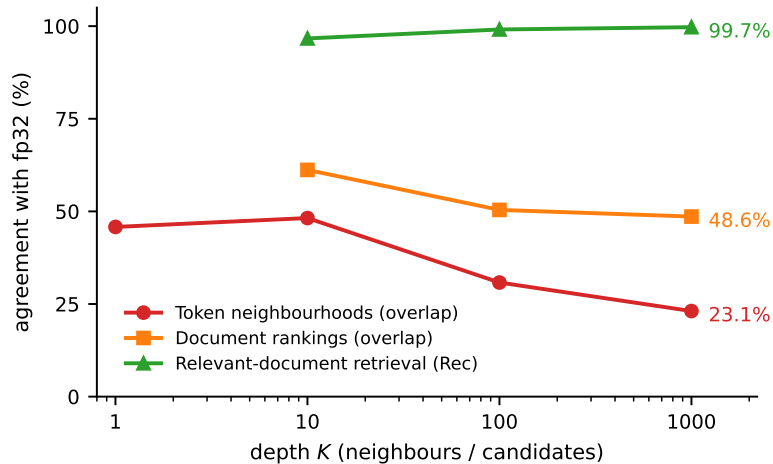 100
99.7%
75
50
48.6%
25
23.1%
0
agreement with fp32 (%)
Token neighbourhoods (overlap)
Document rankings (overlap)
Relevant-document retrieval (Rec)
1 10 100 1000
depth K (neighbours / candidates)